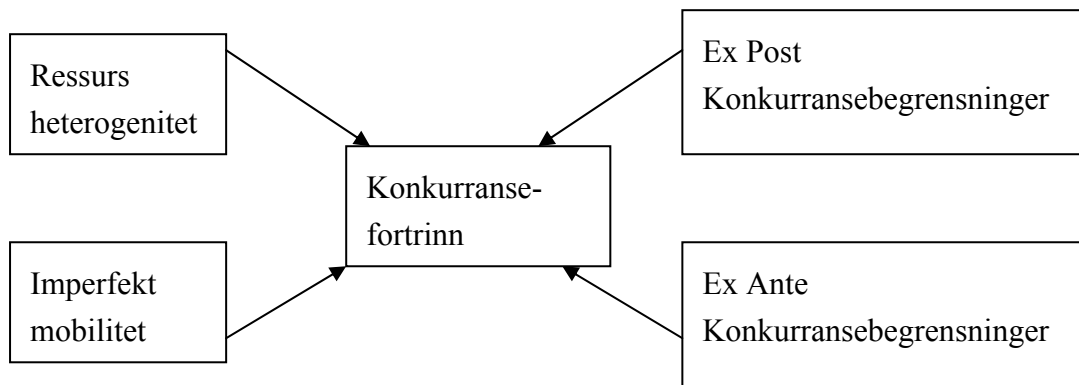 Ressurs
heterogenitet
Ex Post
Konkurransebegrensninger
Konkurranse-
fortrinn
Imperfekt
mobilitet
Ex Ante
Konkurransebegrensninger